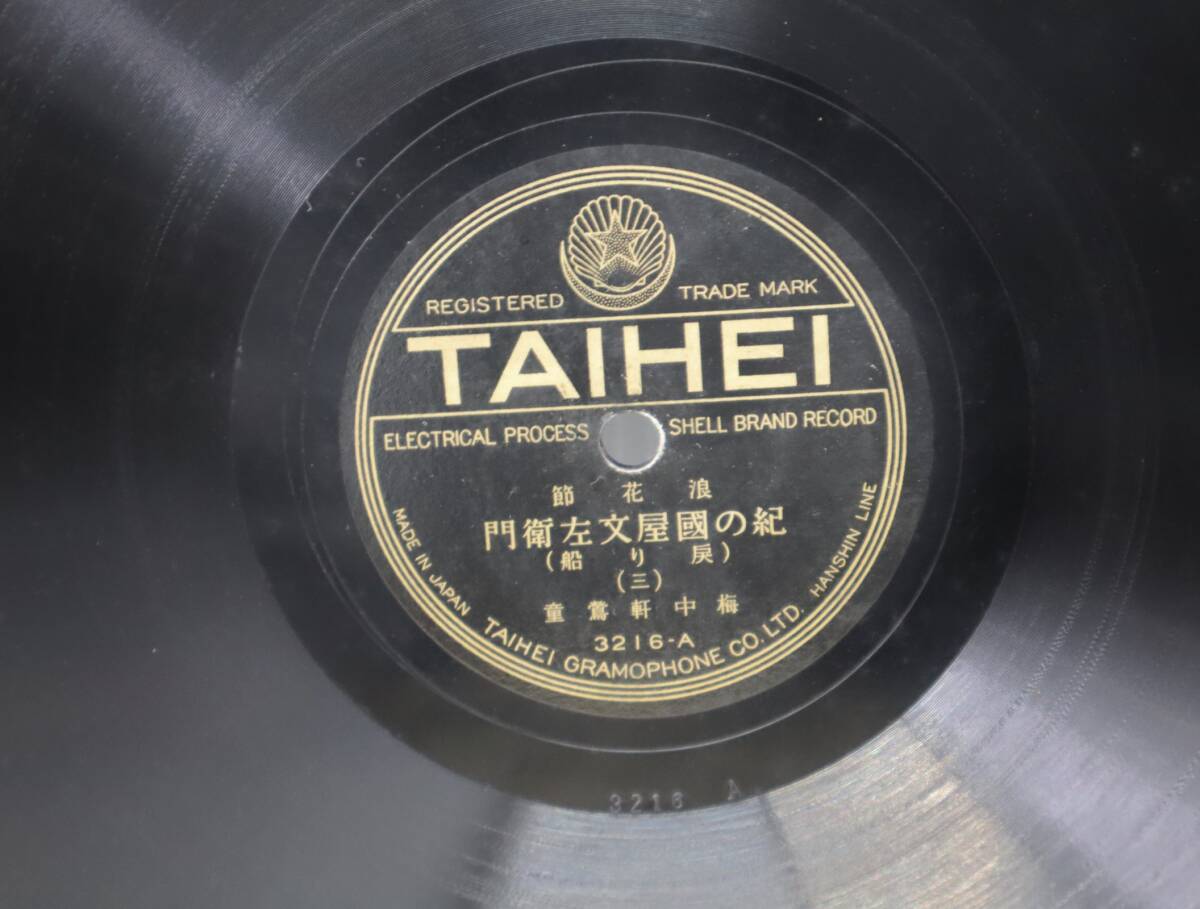 REGISTERED TRADE MARK
TAIHEI
ELECTRICAL PROCESS SHELL BRAND RECORD
節花浪
門衛左文屋國の紀
(船り戻)
(三)
童鶯軒中梅
3216-A
MADE IN JAPAN TAIHEI GRAMOPHONE CO. LTD. HANSHIN LINE
3216 A